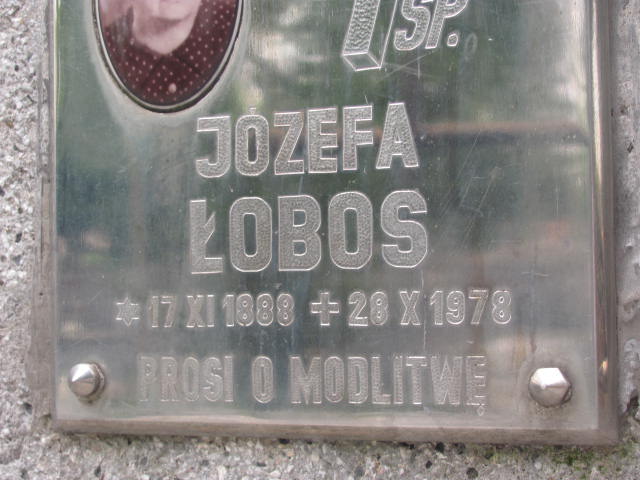 ŚP.
JÓZEFA
ŁOBOS
✡ 17 XI 1888 + 28 X 1978
PROSI O MODLITWĘ